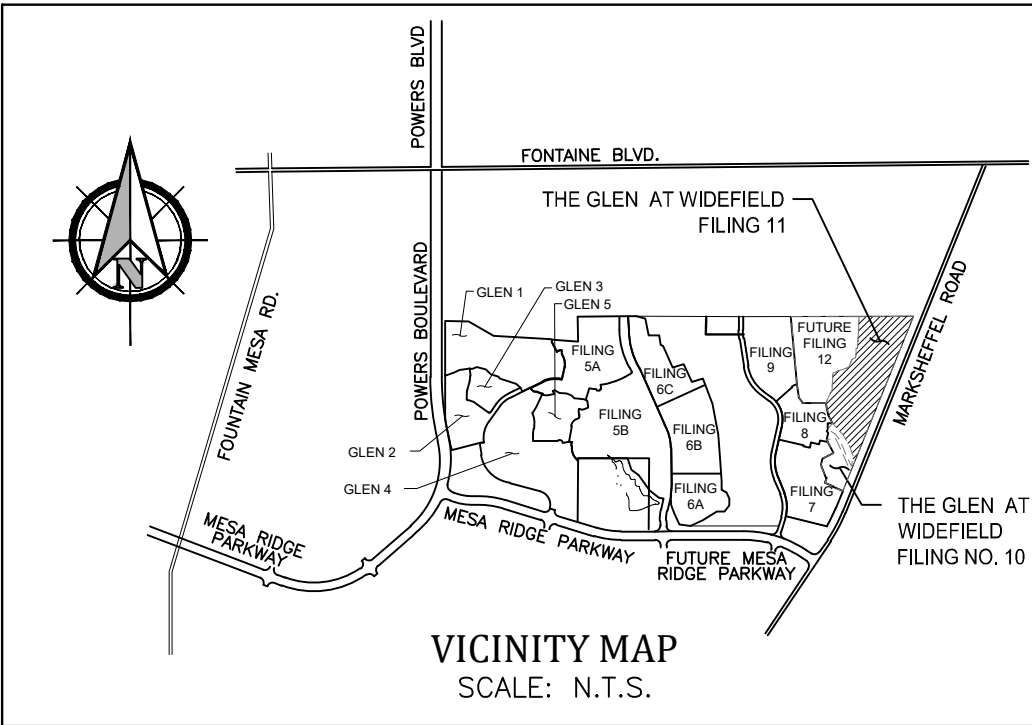 POWERS BLVD
FONTAINE BLVD.
THE GLEN AT WIDEFIELD
FILING 11
N
FOUNTAIN MESA RD.
POWERS BOULEVARD
GLEN 1
GLEN 3
GLEN 5
MARKSHEFFEL ROAD
FILING
5A
FUTURE
FILING
12
FILING
9
FILING
6C
FILING
5B
FILING
8
FILING
6B
GLEN 2
GLEN 4
FILING
6A
FILING
7
THE GLEN AT
WIDEFIELD
FILING NO. 10
MESA RIDGE
PARKWAY
MESA RIDGE PARKWAY
FUTURE MESA
RIDGE PARKWAY
VICINITY MAP
SCALE: N.T.S.